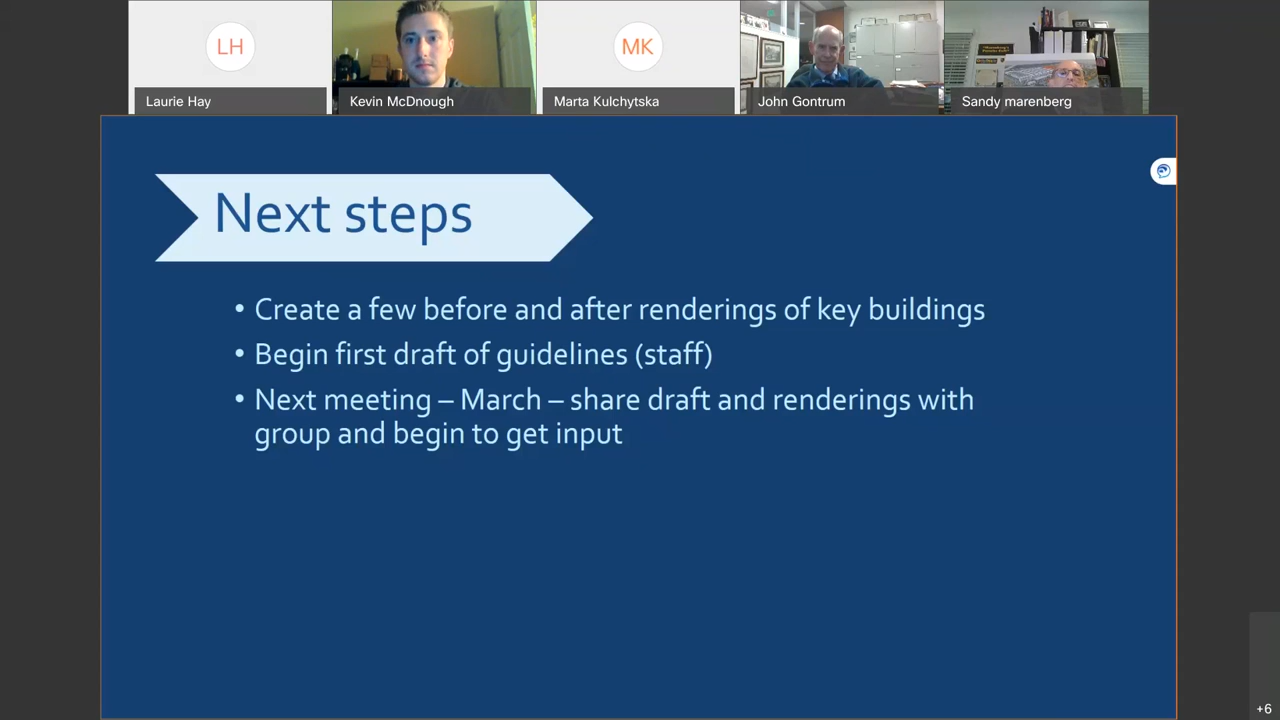 LH
MK
Laurie Hay
Kevin McDnough
Marta Kulchytska
John Gontrum
Sandy marenberg
Next steps
• Create a few before and after renderings of key buildings
• Begin first draft of guidelines (staff)
• Next meeting – March – share draft and renderings with
group and begin to get input
+6